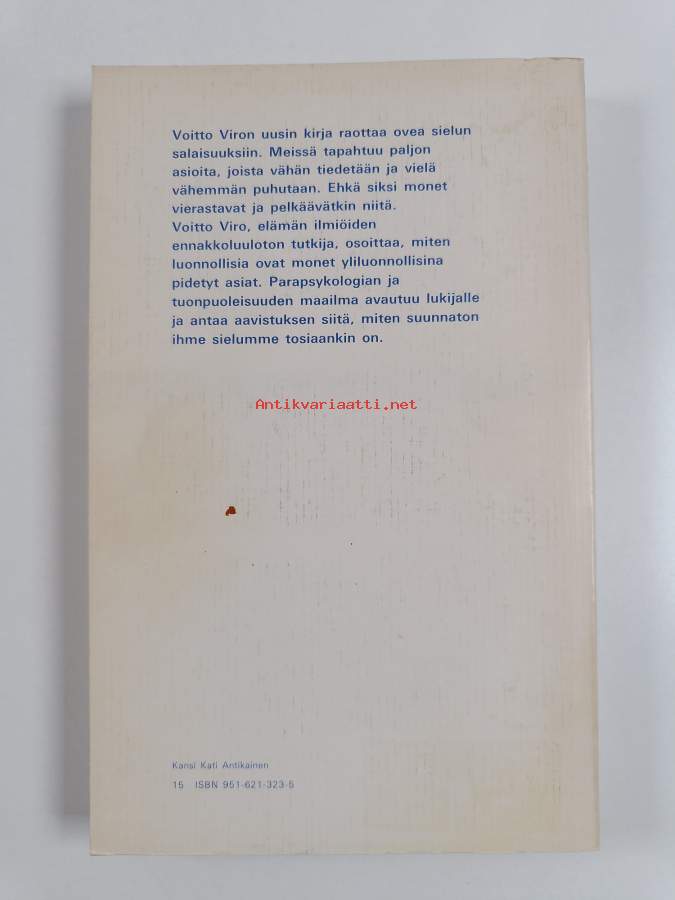 Voitto Viron uusin kirja raottaa ovea sielun
salaisuuksiin. Meissä tapahtuu paljon
asioita, joista vähän tiedetään ja vielä
vähemmän puhutaan. Ehkä siksi monet
vierastavat ja pelkäävätkin niitä.
Voitto Viro, elämän ilmiöiden
ennakkoluuloton tutkija, osoittaa, miten
luonnollisia ovat monet yliluonnollisina
pidetyt asiat. Parapsykologian ja
tuonpuoleisuuden maailma avautuu lukijalle
ja antaa aavistuksen siitä, miten suunnaton
ihme sielumme tosiaankin on.
Antikvariaatti.net
Kansi Kati Antikainen
15 ISBN 951-621-323-5